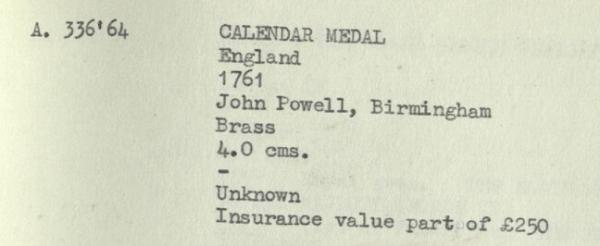 A. 336'64 CALENDAR MEDAL
England
1761
John Powell, Birmingham
Brass
4.0 cms.
-
Unknown
Insurance value part of £250